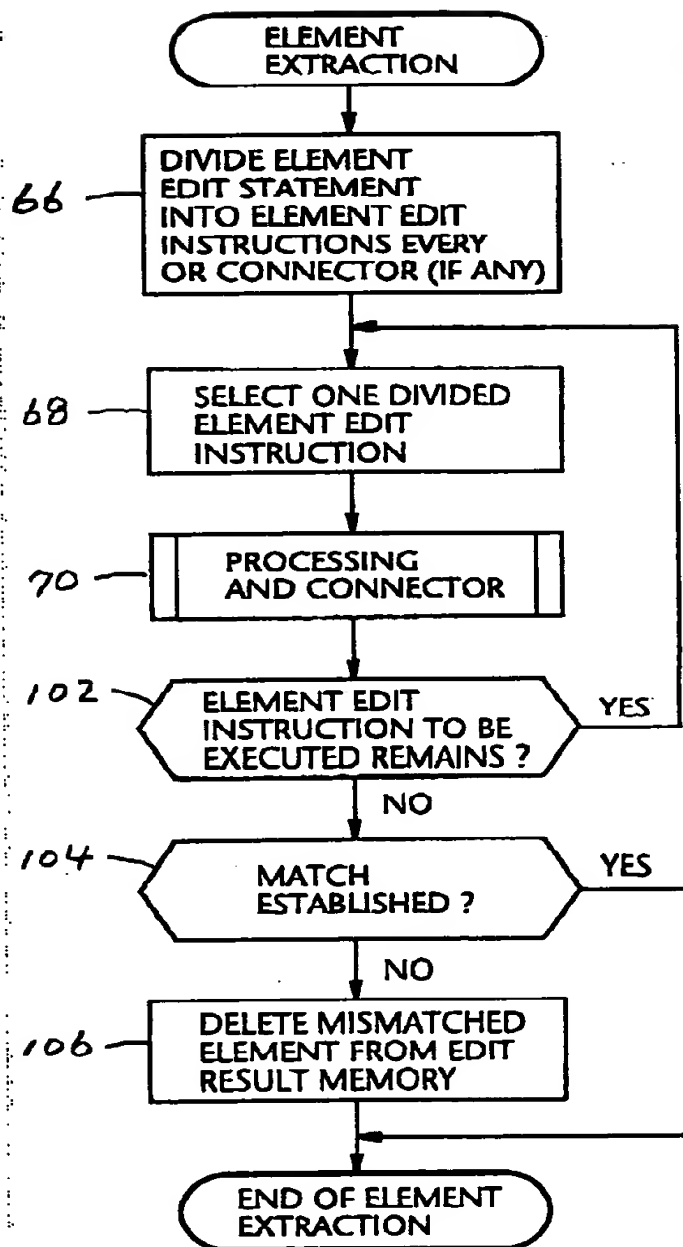 ELEMENT
EXTRACTION
66
DIVIDE ELEMENT
EDIT STATEMENT
INTO ELEMENT EDIT
INSTRUCTIONS EVERY
OR CONNECTOR (IF ANY)
68
SELECT ONE DIVIDED
ELEMENT EDIT
INSTRUCTION
70
PROCESSING
AND CONNECTOR
102
ELEMENT EDIT
INSTRUCTION TO BE
EXECUTED REMAINS ?
YES
NO
104
MATCH
ESTABLISHED ?
YES
NO
106
DELETE MISMATCHED
ELEMENT FROM EDIT
RESULT MEMORY
END OF ELEMENT
EXTRACTION